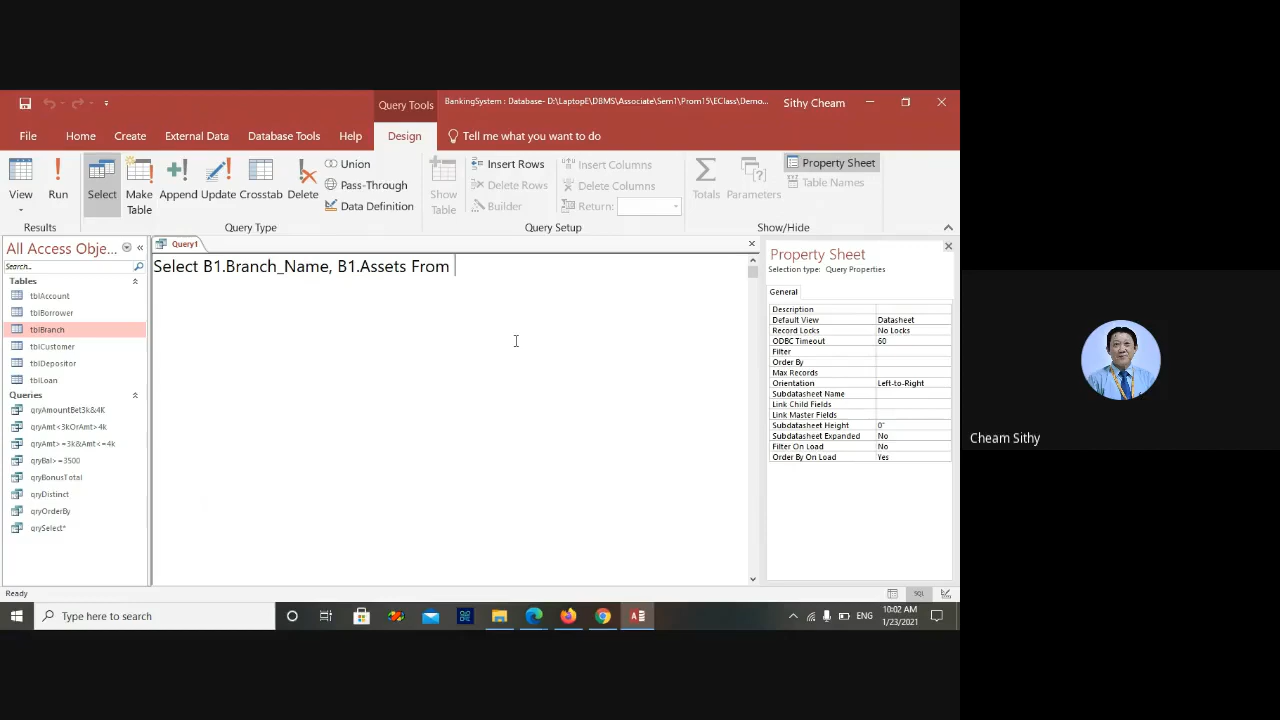 Query Tools
BankingSystem : Database- D:\LaptopE\DBMS\Associate\Sem1\Prom15\EClass\Demo...
Sithy Cheam
File
Home
Create
External Data
Database Tools
Help
Design
Tell me what you want to do
View
Run
Select
Make Table
Append
Update
Crosstab
Delete
Union
Pass-Through
Data Definition
Show Table
Insert Rows
Delete Rows
Builder
Insert Columns
Delete Columns
Return:
Totals
Parameters
Property Sheet
Table Names
Results
Query Type
Query Setup
Show/Hide
All Access Obje...
Search...
Tables
tblAccount
tblBorrower
tblBranch
tblCustomer
tblDepositor
tblLoan
Queries
qryAmountBet3k&4K
qryAmt<3kOrAmt>4k
qryAmt>=3k&Amt<=4k
qryBal>=3500
qryBonusTotal
qryDistinct
qryOrderBy
qrySelect*
Query1
Select B1.Branch_Name, B1.Assets From
Property Sheet
Selection type: Query Properties
General
Description
Default View Datasheet
Record Locks No Locks
ODBC Timeout 60
Filter
Order By
Max Records
Orientation Left-to-Right
Subdatasheet Name
Link Child Fields
Link Master Fields
Subdatasheet Height 0"
Subdatasheet Expanded No
Filter On Load No
Order By On Load Yes
Cheam Sithy
Ready
SQL
Type here to search
ENG
10:02 AM
1/23/2021